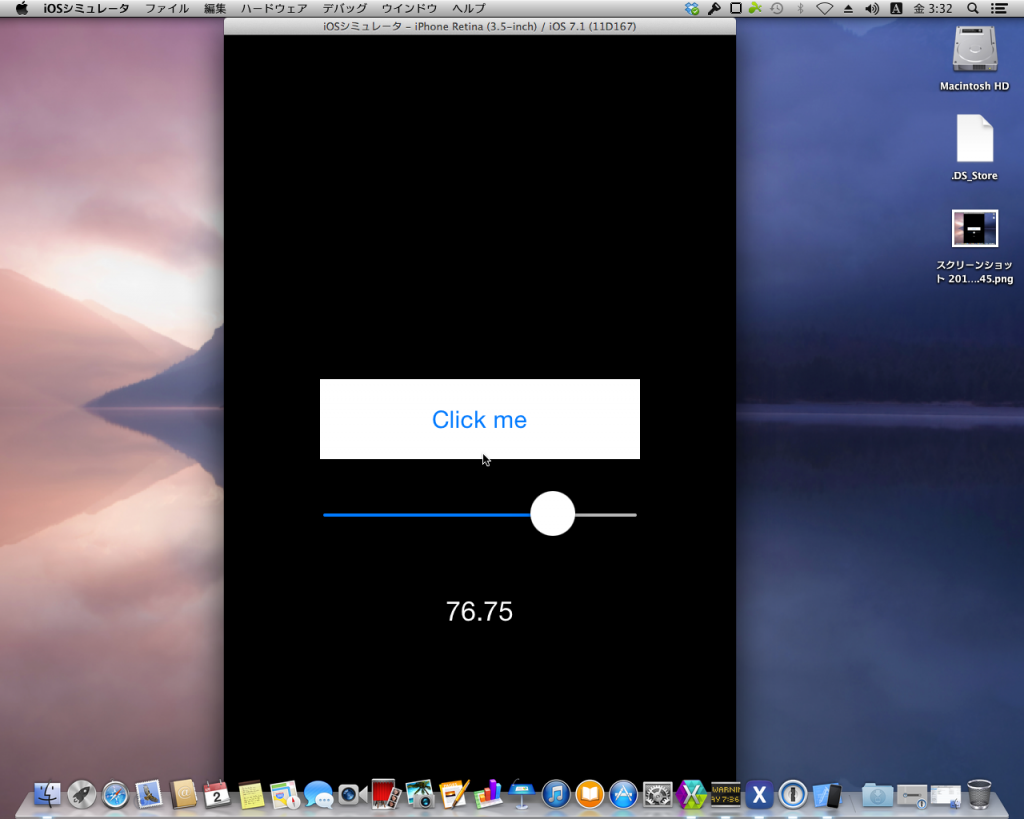 iOSシミュレータ ファイル 編集 ハードウェア デバッグ ウインドウ ヘルプ A 金 3:32
iOSシミュレータ – iPhone Retina (3.5-inch) / iOS 7.1 (11D167)
Macintosh HD
.DS_Store
スクリーンショッ
ト 201....45.png
Click me
76.75
2
WARNIN
AY 7:36
X